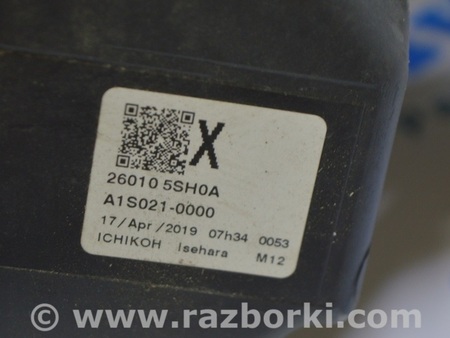 X
26010 5SH0A
A1S021-0000
17/Apr/2019 07h34 0053
ICHIKOH Isehara M12
© www.razborki.com